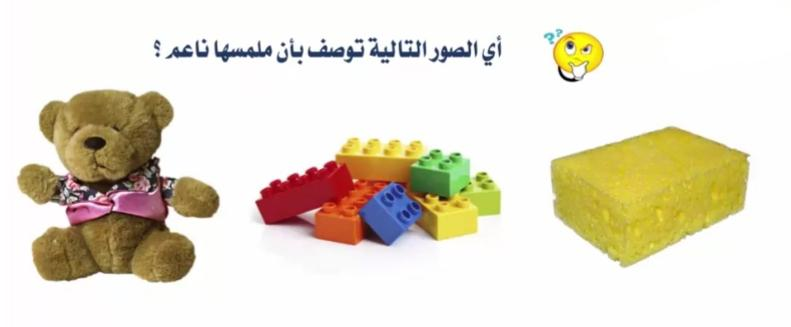 أي الصور التالية توصف بأن ملمسها ناعم ؟
??